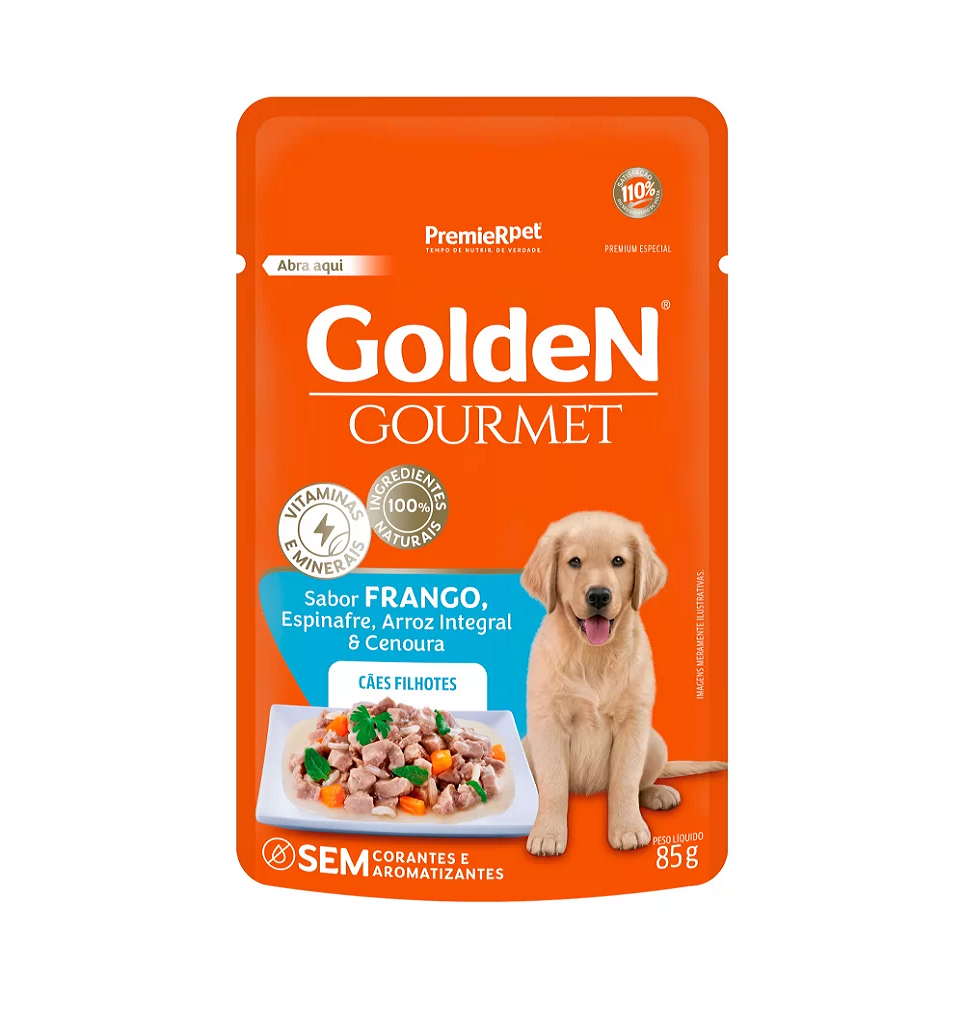 SATISFAÇÃO
110%
PremieRpet®
TEMPO DE NUTRIR. DE VERDADE.
PREMIUM ESPECIAL
Abra aqui
GoldeN®
GOURMET
VITAMINAS
E MINERAIS
INGREDIENTES
100%
NATURAIS
Sabor FRANGO,
Espinafre, Arroz Integral
& Cenoura
CÃES FILHOTES
IMAGENS MERAMENTE ILUSTRATIVAS.
SEM CORANTES E
AROMATIZANTES
PESO LÍQUIDO
85g